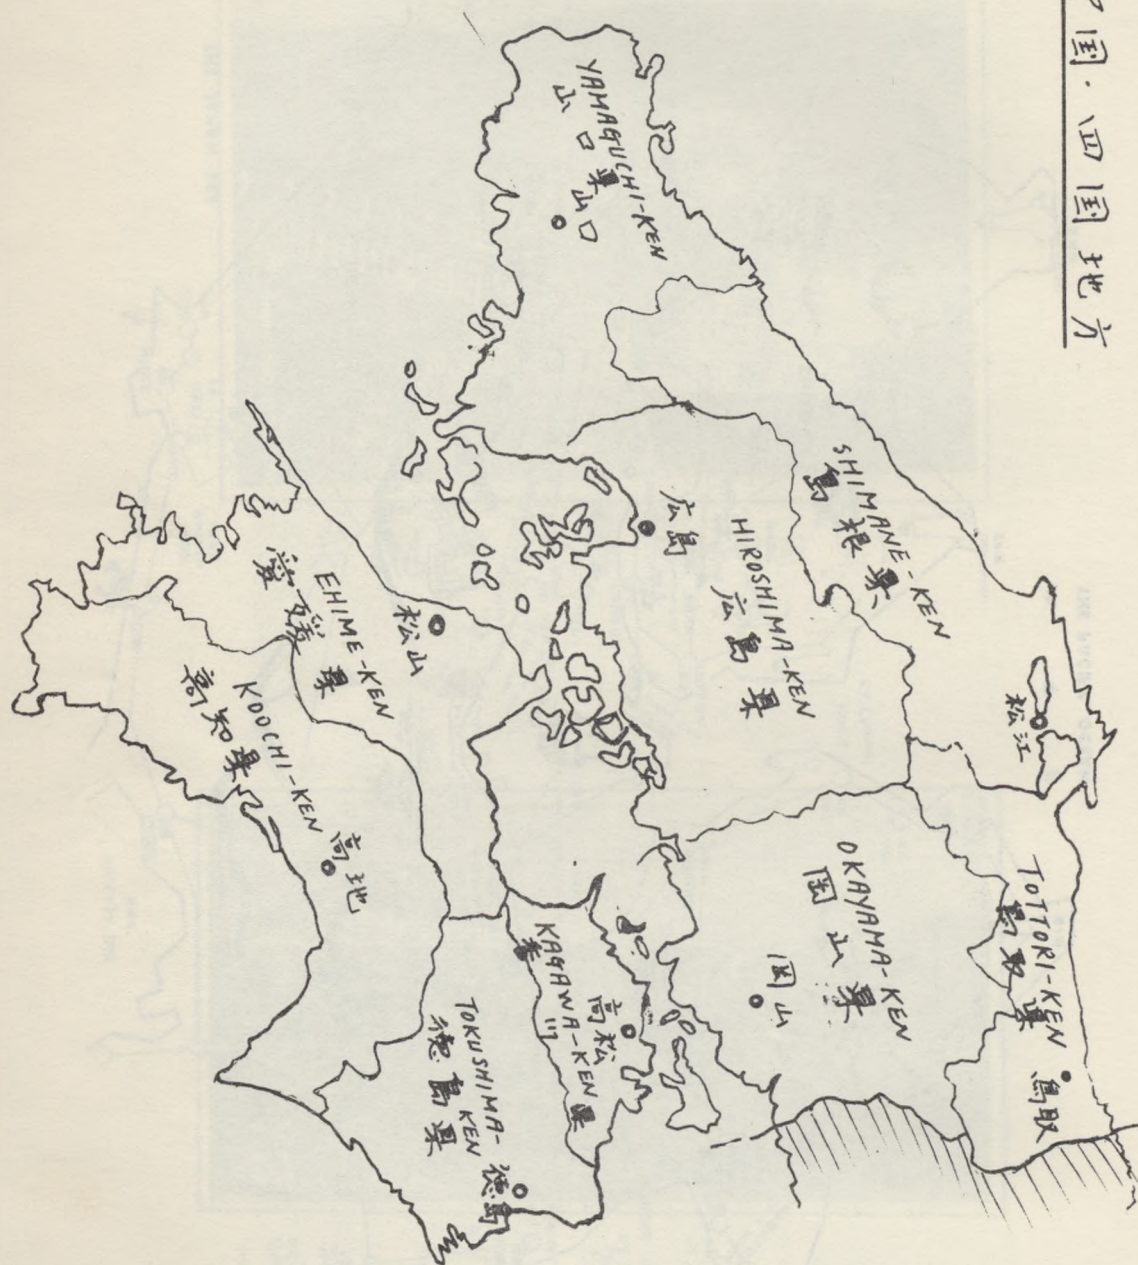 国・四国地方
YAMAGUCHI-KEN
山口県
山口
SHIMANE-KEN
島根県
松江
HIROSHIMA-KEN
広島県
広島
TOTTORI-KEN
鳥取県
鳥取
OKAYAMA-KEN
岡山県
岡山
EHIME-KEN
愛媛県
松山
KOOCHI-KEN
高知県
高地
KAGAWA-KEN
香川県
高松
TOKUSHIMA-
KEN
徳島県
徳島